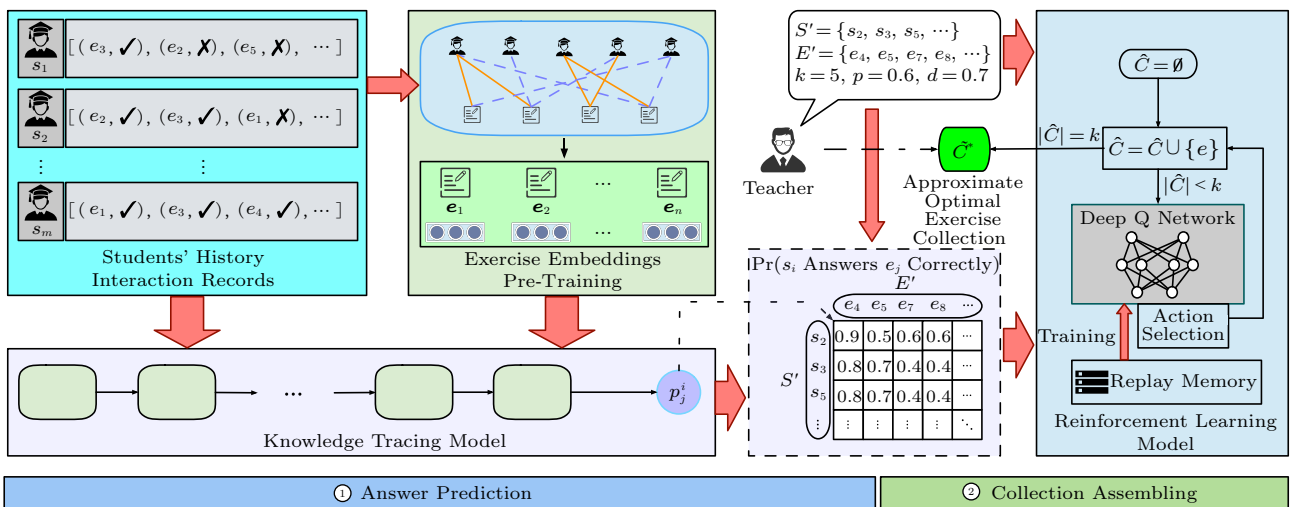 [(e3, ✓), (e2, ✗), (e5, ✗), ⋯]
s1
[(e2, ✓), (e3, ✓), (e1, ✗), ⋯]
s2
⋮ ⋮
[(e1, ✓), (e3, ✓), (e4, ✓), ⋯]
sm
Students' History
Interaction Records
e1 e2 ⋯ en
⋯
Exercise Embeddings
Pre-Training
S′={s2, s3, s5, ⋯}
E′={e4, e5, e7, e8, ⋯}
k=5, p=0.6, d=0.7
Teacher
C̃*
Approximate
Optimal
Exercise
Collection
Ĉ=∅
|Ĉ|=k
Ĉ=Ĉ∪{e}
|Ĉ|<k
Deep Q Network
Action
Selection
Training
Replay Memory
Reinforcement Learning
Model
Pr(si Answers ej Correctly)
E′
e4 e5 e7 e8 ⋯
s2 0.9 0.5 0.6 0.6 ⋯
s3 0.8 0.7 0.4 0.4 ⋯
S′
s5 0.8 0.7 0.4 0.4 ⋯
⋮ ⋮ ⋮ ⋮ ⋮ ⋱
⋯
p_j^i
Knowledge Tracing Model
① Answer Prediction
② Collection Assembling